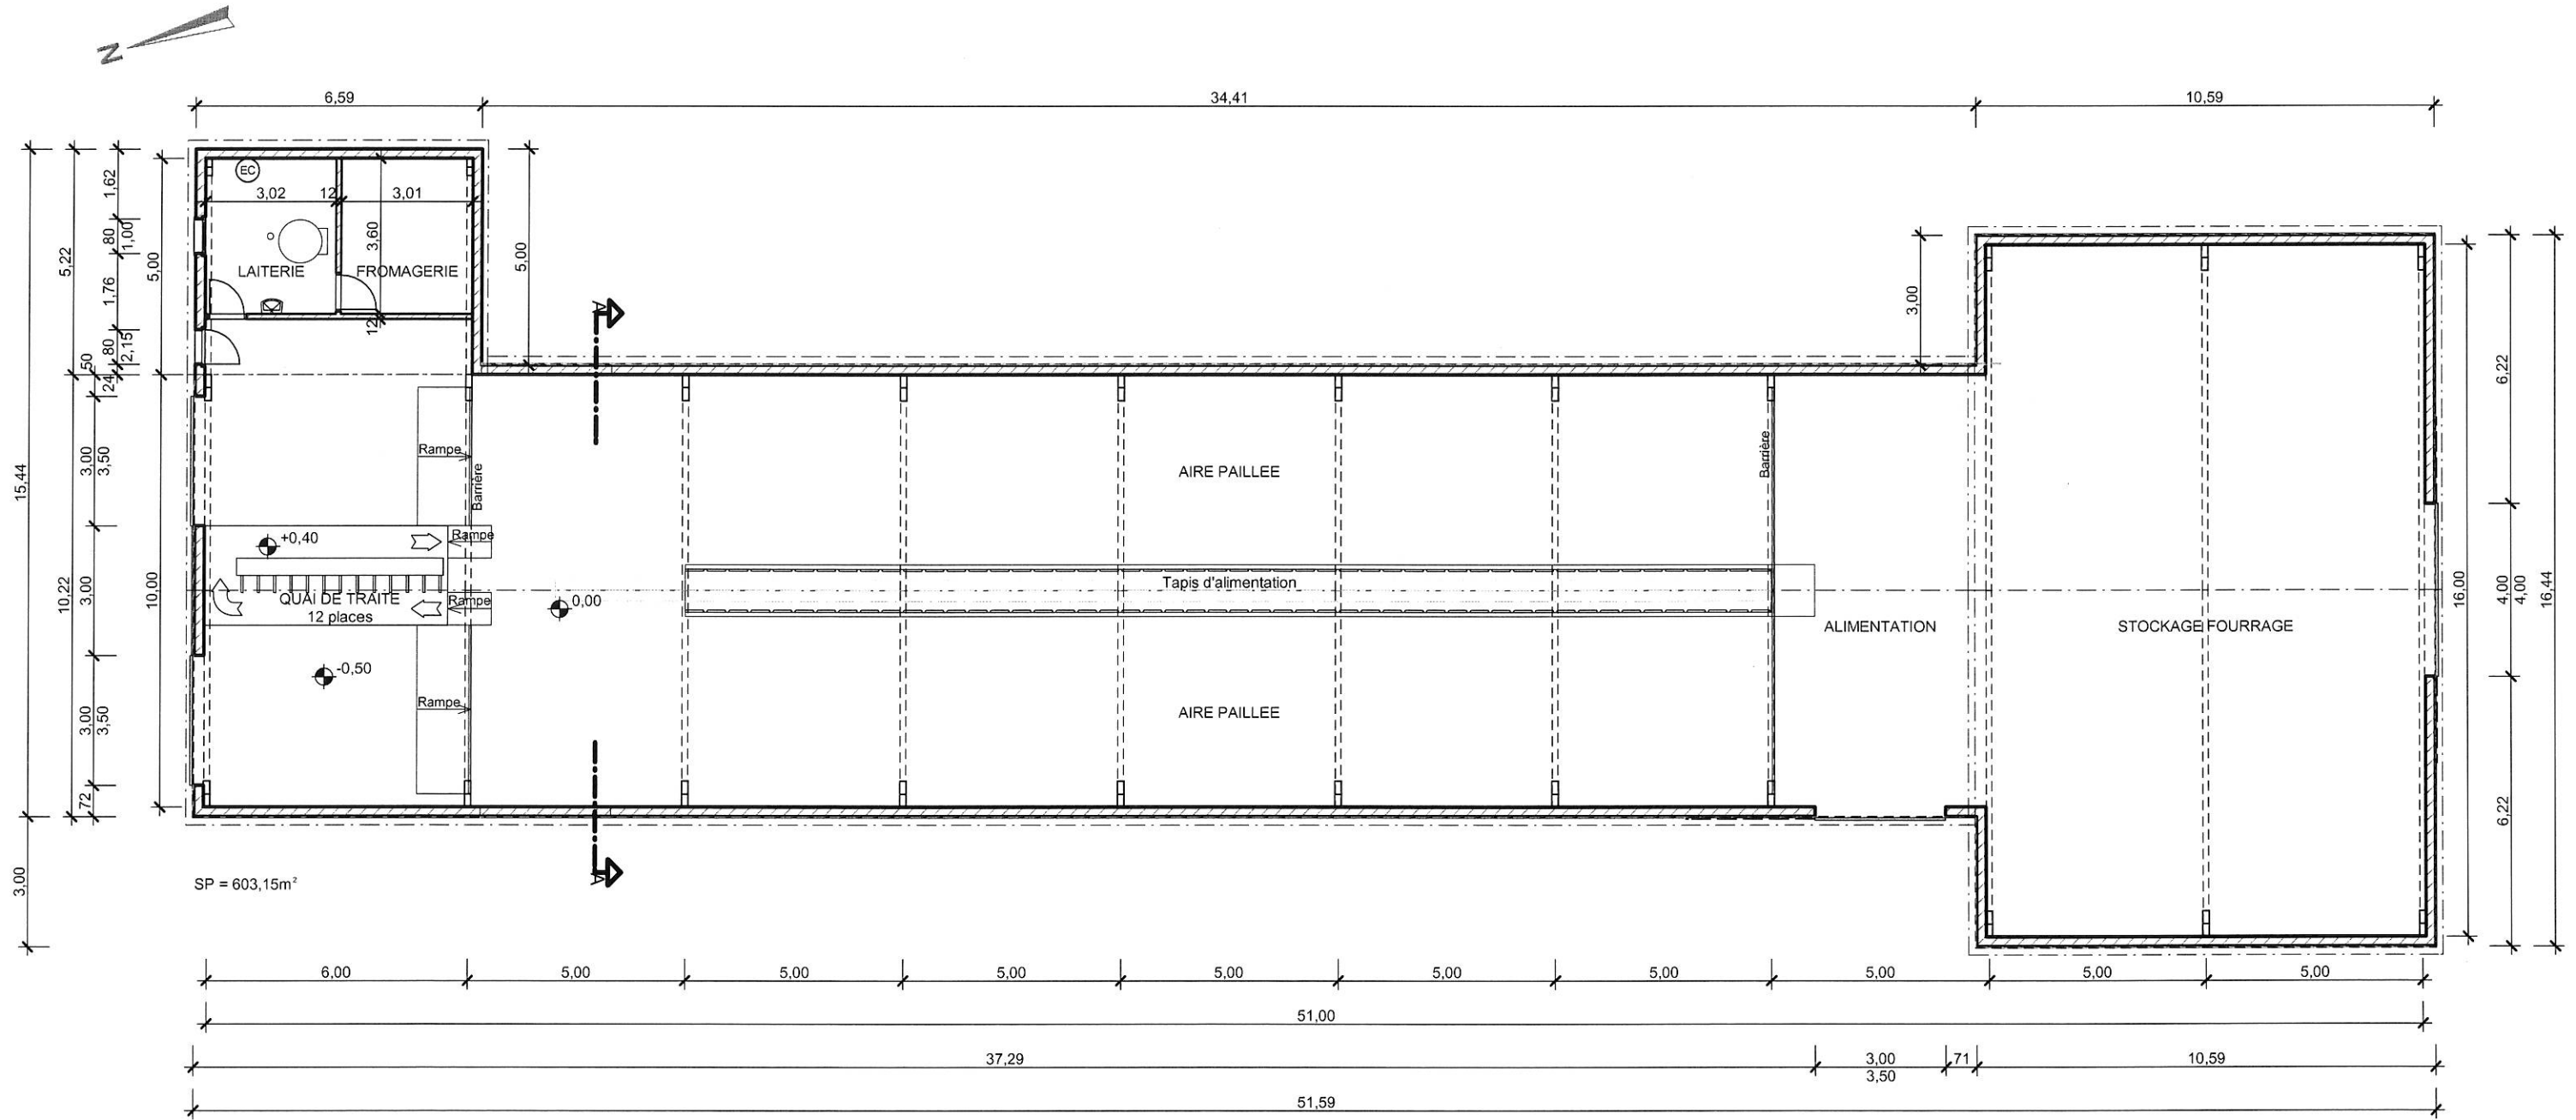 N
6,59
34,41
10,59
EC
3,02
12
3,01
3,60
LAITERIE
FROMAGERIE
12
15,44
3,00
5,22
10,22
1,62
80
1,00
1,76
80
2,15
50
24
3,00
3,50
3,00
3,00
3,50
72
5,00
10,00
5,00
3,00
A
A
Rampe
Barrière
+0,40
Rampe
QUAI DE TRAITE
12 places
Rampe
0,00
-0,50
Rampe
AIRE PAILLEE
Barrière
Tapis d'alimentation
AIRE PAILLEE
ALIMENTATION
STOCKAGE FOURRAGE
16,00
6,22
4,00
4,00
6,22
16,44
SP = 603,15m²
6,00
5,00
5,00
5,00
5,00
5,00
5,00
5,00
5,00
5,00
51,00
37,29
3,00
3,50
71
10,59
51,59